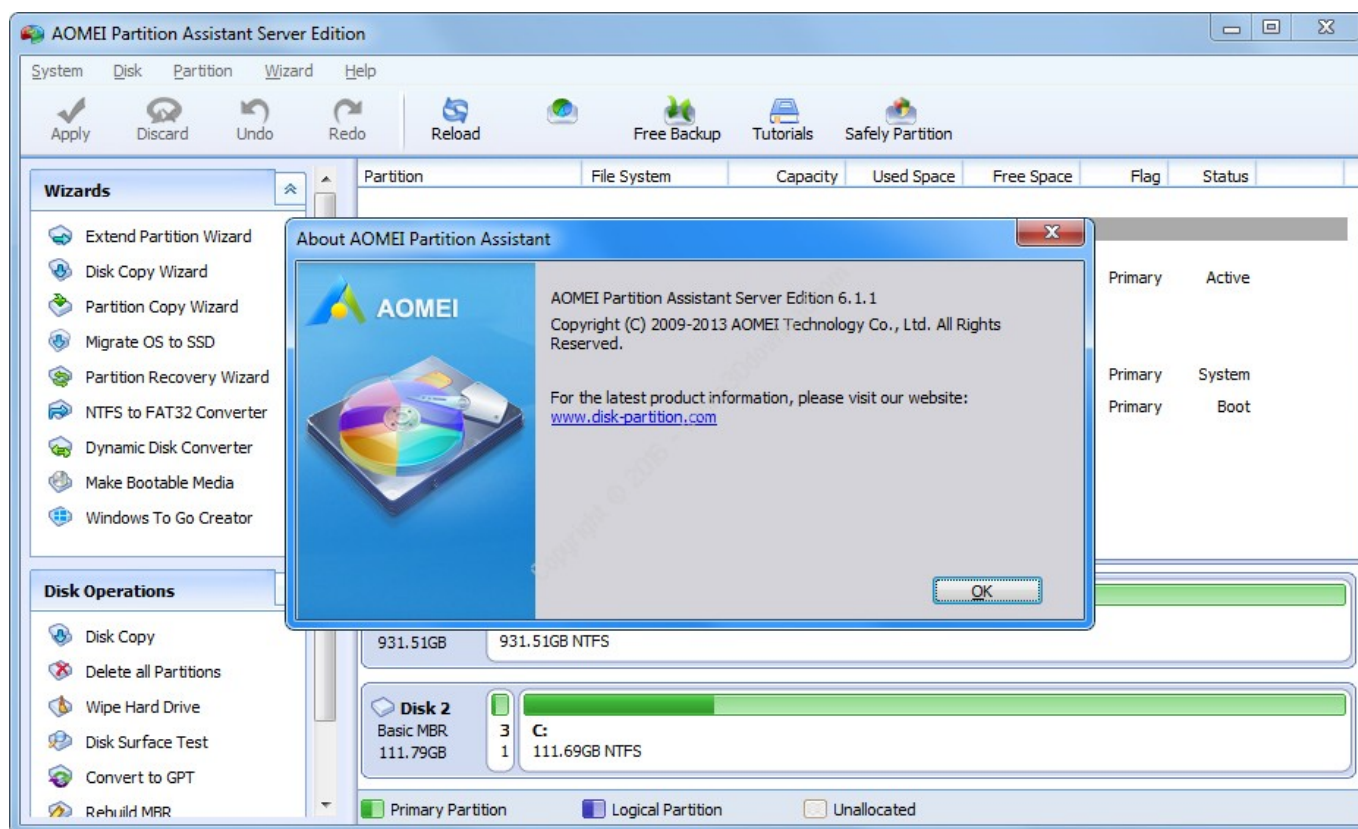 AOMEI Partition Assistant Server Edition
System Disk Partition Wizard Help
Apply Discard Undo Redo Reload Free Backup Tutorials Safely Partition
Wizards
Extend Partition Wizard
Disk Copy Wizard
Partition Copy Wizard
Migrate OS to SSD
Partition Recovery Wizard
NTFS to FAT32 Converter
Dynamic Disk Converter
Make Bootable Media
Windows To Go Creator
Disk Operations
Disk Copy
Delete all Partitions
Wipe Hard Drive
Disk Surface Test
Convert to GPT
Rebuild MBR
Partition File System Capacity Used Space Free Space Flag Status
Primary Active
Primary System
Primary Boot
About AOMEI Partition Assistant
AOMEI
AOMEI Partition Assistant Server Edition 6.1.1
Copyright (C) 2009-2013 AOMEI Technology Co., Ltd. All Rights
Reserved.
For the latest product information, please visit our website:
www.disk-partition.com
OK
931.51GB 931.51GB NTFS
Disk 2
Basic MBR 3 C:
111.79GB 1 111.69GB NTFS
Primary Partition Logical Partition Unallocated
Copyright © 2016